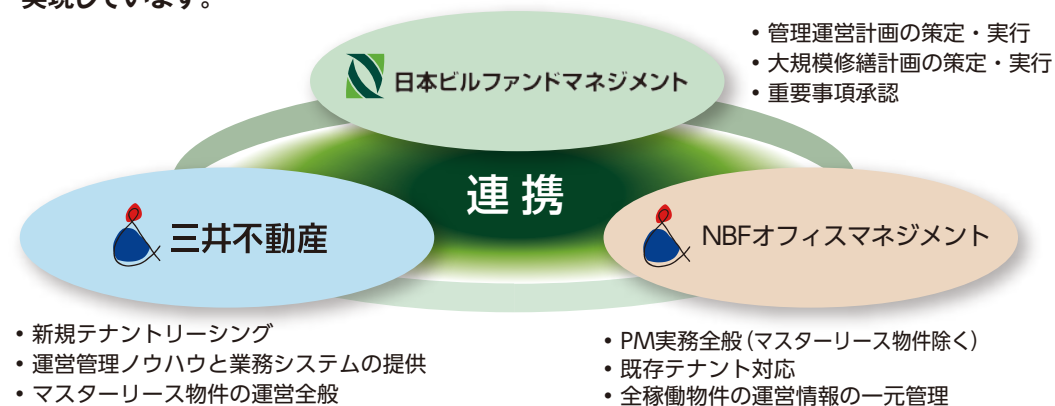 実現しています。
日本ビルファンドマネジメント
• 管理運営計画の策定・実行
• 大規模修繕計画の策定・実行
• 重要事項承認
連携
三井不動産
NBFオフィスマネジメント
• 新規テナントリーシング
• 運営管理ノウハウと業務システムの提供
• マスターリース物件の運営全般
• PM実務全般(マスターリース物件除く)
• 既存テナント対応
• 全稼働物件の運営情報の一元管理